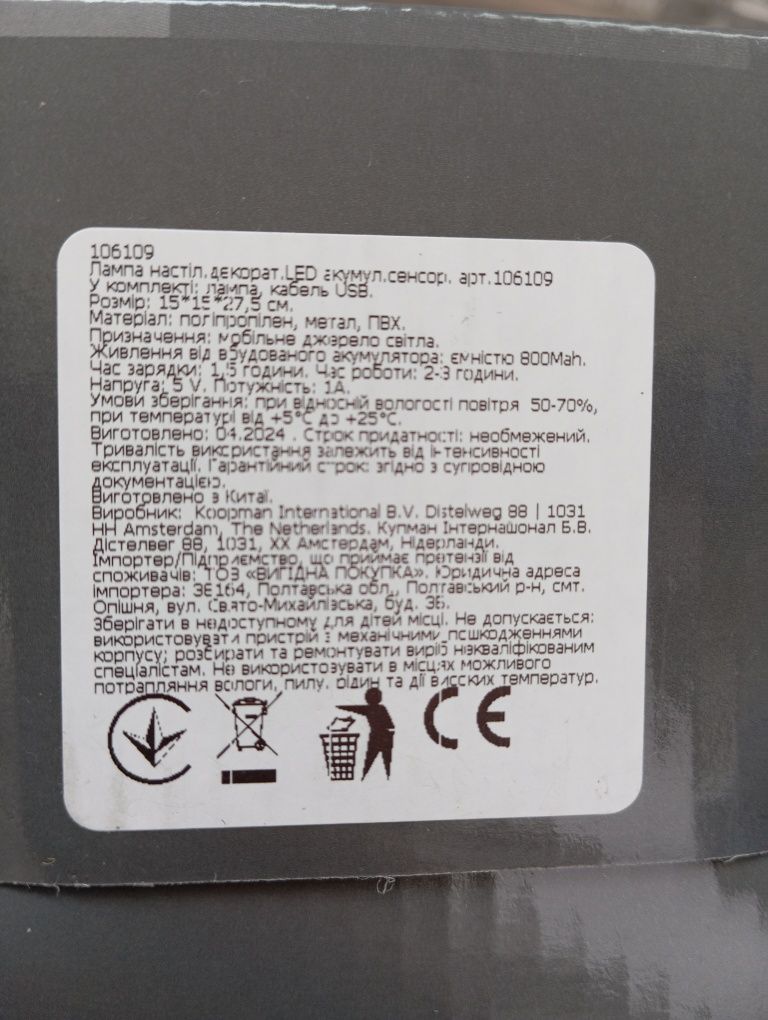 106109
Лампа настіл.декорат.LED акумул.сенсор. арт.106109
У комплекті: лампа, кабель USB.
Розмір: 15*15*27,5 см.
Матеріал: поліпропілен, метал, ПВХ.
Призначення: мобільне джерело світла.
Живлення від вбудованого акумулятора: ємністю 800Mah.
Час зарядки: 1,5 години. Час роботи: 2-3 години.
Напруга: 5 V. Потужність: 1А.
Умови зберігання: при відносній вологості повітря 50-70%,
при температурі від +5°C до +25°C.
Виготовлено: 04.2024 . Строк придатності: необмежений.
Тривалість використання залежить від інтенсивності
експлуатації. Гарантійний строк: згідно з супровідною
документацією.
Виготовлено в Китаї.
Виробник: Koopman International B.V. Distelweg 88 | 1031
HH Amsterdam, The Netherlands. Купман Інтернашонал Б.В.
Дістелвег 88, 1031, ХХ Амстердам, Нідерланди.
Імпортер/Підприємство, що приймає претензії від
споживачів: ТОВ «ВИГІДНА ПОКУПКА». Юридична адреса
імпортера: 38164, Полтавська обл., Полтавський р-н, смт.
Опішня, вул. Свято-Михайлівська, буд. 3Б.
Зберігати в недоступному для дітей місці. Не допускається:
використовувати пристрій з механічними пошкодженнями
корпусу; розбирати та ремонтувати виріб некваліфікованим
спеціалістам. Не використовувати в місцях можливого
потрапляння вологи, пилу, рідин та дії високих температур.
CE